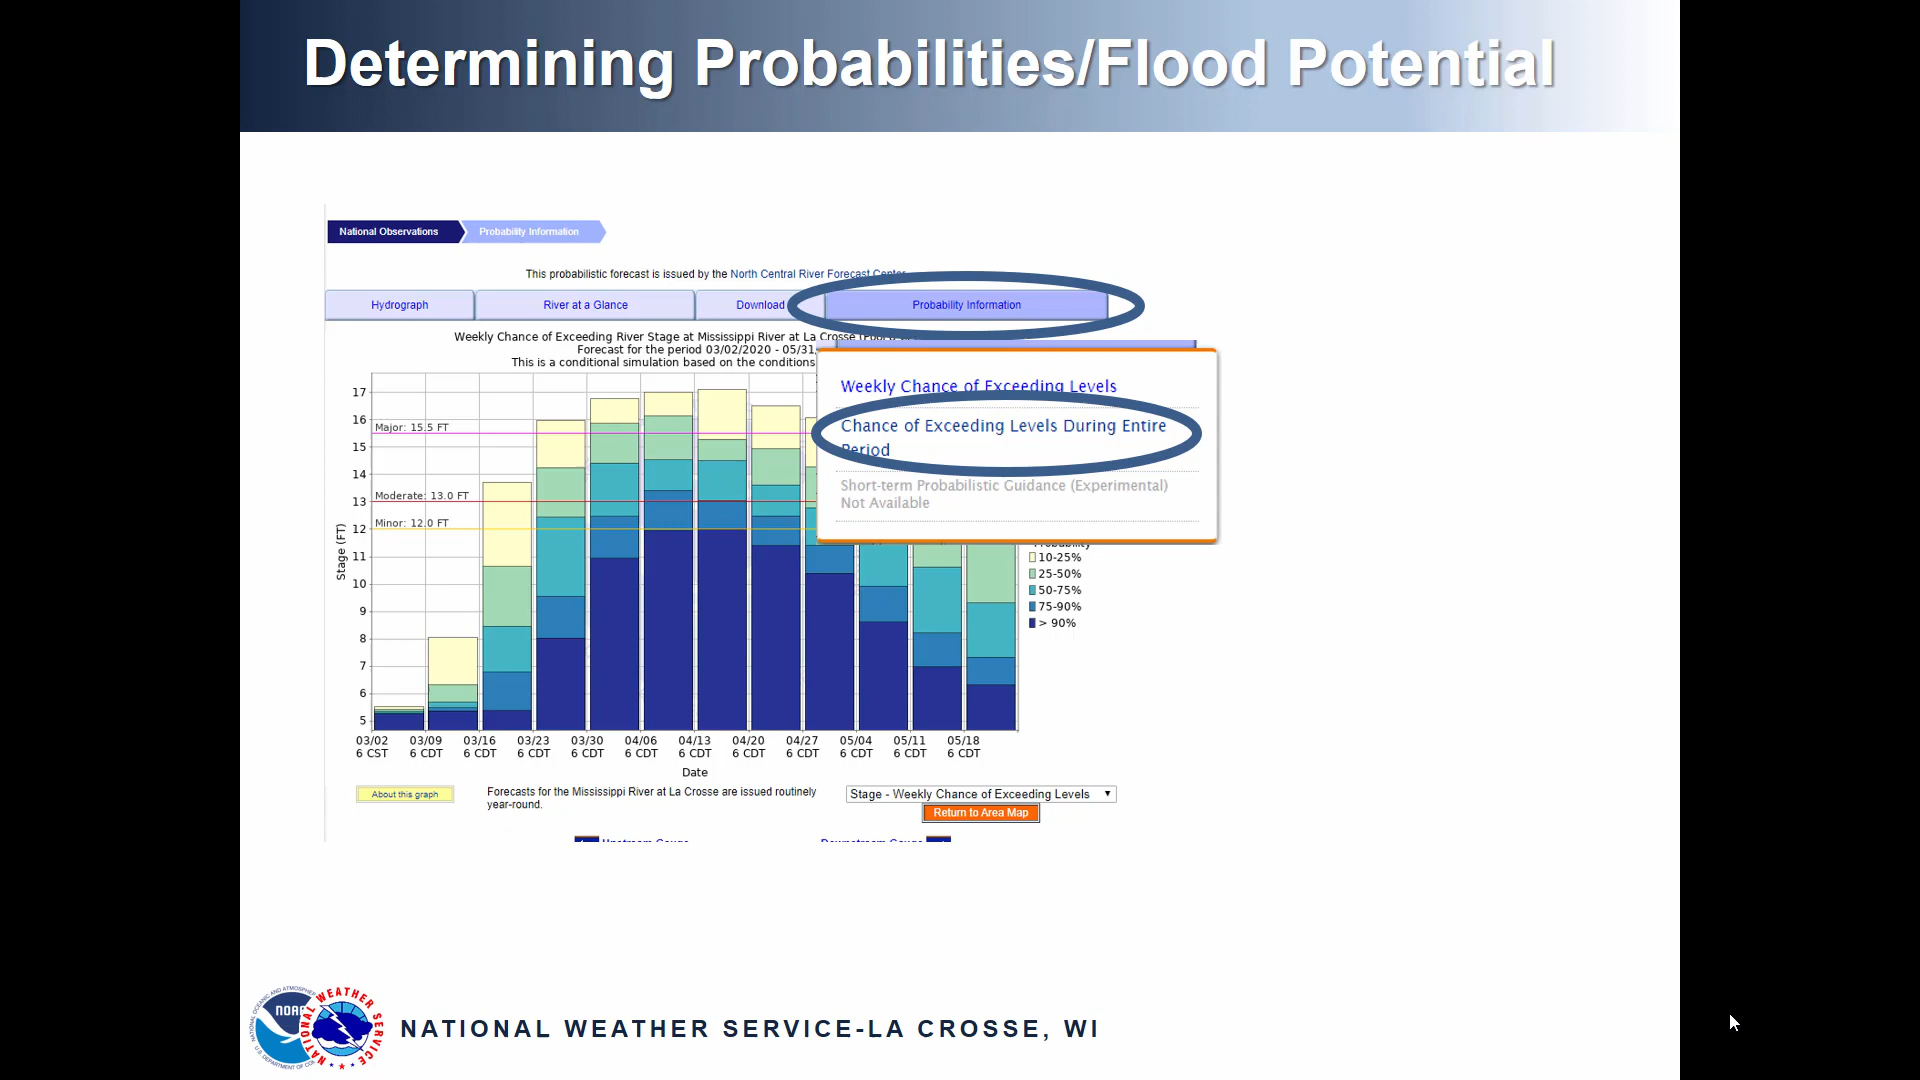 Determining Probabilities/Flood Potential
National Observations
Probability Information
This probabilistic forecast is issued by the North Central River Forecast Center
Hydrograph
River at a Glance
Download
Probability Information
Weekly Chance of Exceeding River Stage at Mississippi River at La Crosse
Forecast for the period 03/02/2020 - 05/31
This is a conditional simulation based on the conditions
Weekly Chance of Exceeding Levels
Chance of Exceeding Levels During Entire
Period
Short-term Probabilistic Guidance (Experimental)
Not Available
Stage (FT)
17
16
15
14
13
12
11
10
9
8
7
6
5
Major: 15.5 FT
Moderate: 13.0 FT
Minor: 12.0 FT
Probability
10-25%
25-50%
50-75%
75-90%
> 90%
03/02 03/09 03/16 03/23 03/30 04/06 04/13 04/20 04/27 05/04 05/11 05/18
6 CST 6 CDT 6 CDT 6 CDT 6 CDT 6 CDT 6 CDT 6 CDT 6 CDT 6 CDT 6 CDT 6 CDT
Date
About this graph
Forecasts for the Mississippi River at La Crosse are issued routinely
year-round.
Stage - Weekly Chance of Exceeding Levels
Return to Area Map
Upstream Gauge
Downstream Gauge
NOAA
NATIONAL WEATHER SERVICE
NATIONAL WEATHER SERVICE-LA CROSSE, WI